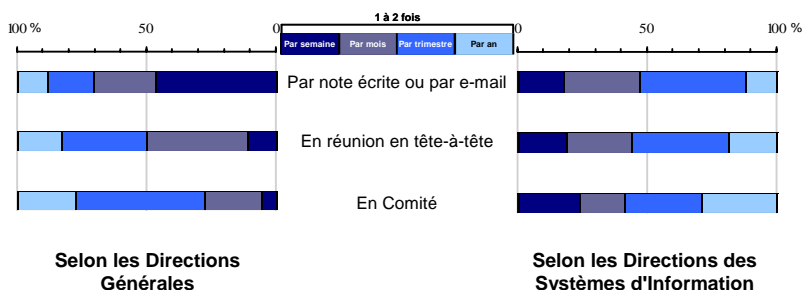 1 à 2 fois
100 % 50 0 0 50 100 %
Par semaine Par mois Par trimestre Par an
Par note écrite ou par e-mail
En réunion en tête-à-tête
En Comité
Selon les Directions
Générales
Selon les Directions des
Systèmes d'Information